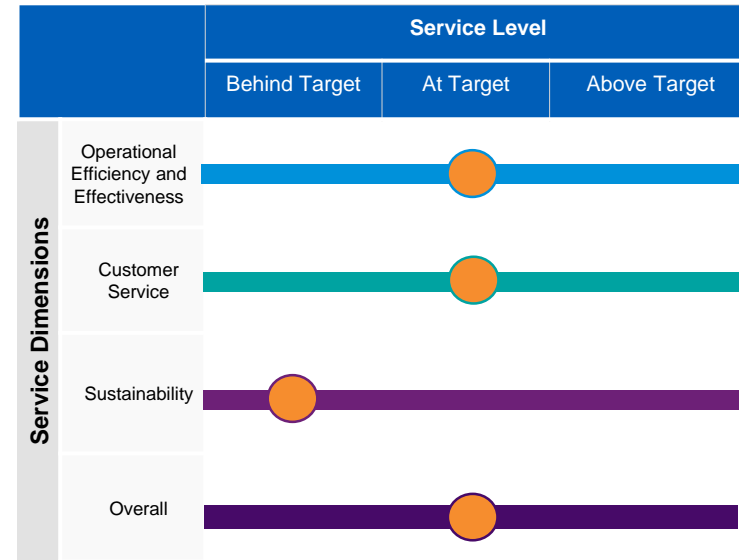 Service Level
Behind Target
At Target
Above Target
Service Dimensions
Operational
Efficiency and
Effectiveness
Customer
Service
Sustainability
Overall